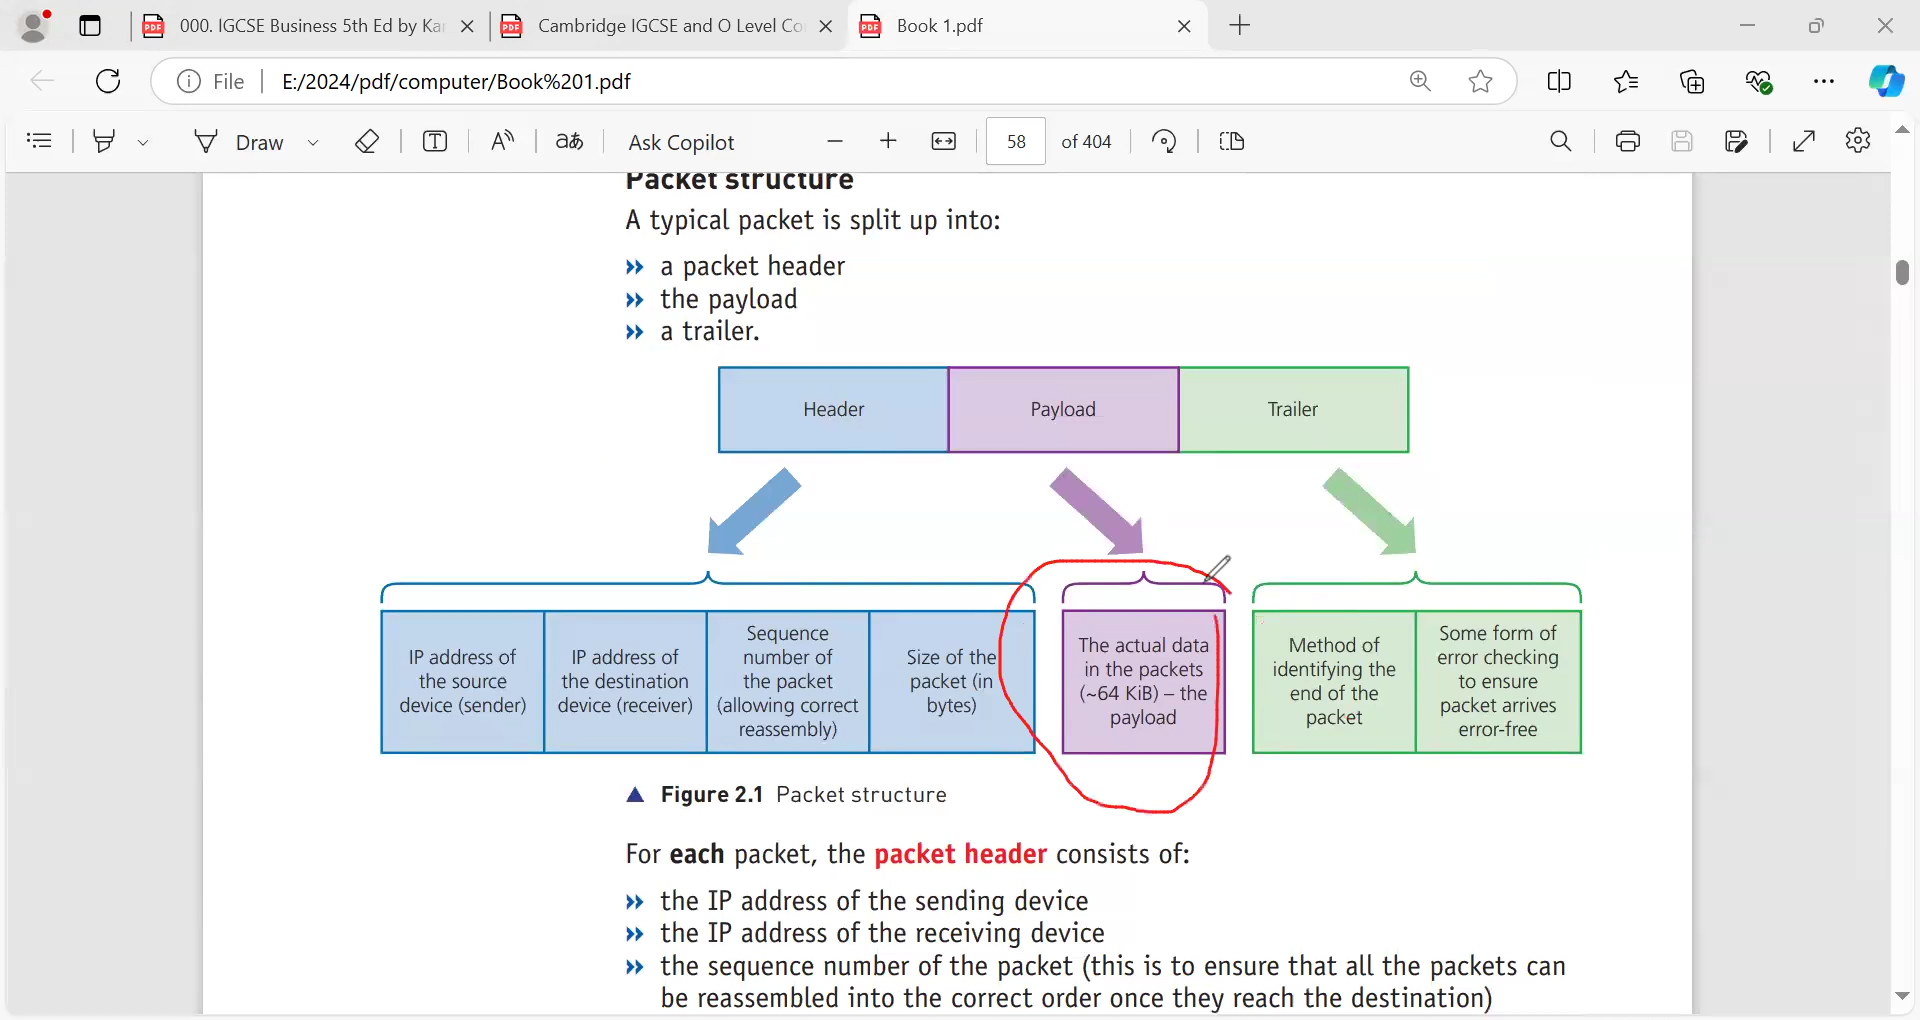 000. IGCSE Business 5th Ed by Kar
Cambridge IGCSE and O Level Co
Book 1.pdf
File
E:/2024/pdf/computer/Book%201.pdf
Draw
Ask Copilot
58
of 404
Packet structure
A typical packet is split up into:
» a packet header
» the payload
» a trailer.
Header
Payload
Trailer
IP address of
the source
device (sender)
IP address of
the destination
device (receiver)
Sequence
number of
the packet
(allowing correct
reassembly)
Size of the
packet (in
bytes)
The actual data
in the packets
(~64 KiB) – the
payload
Method of
identifying the
end of the
packet
Some form of
error checking
to ensure
packet arrives
error-free
▲ Figure 2.1 Packet structure
For each packet, the packet header consists of:
» the IP address of the sending device
» the IP address of the receiving device
» the sequence number of the packet (this is to ensure that all the packets can
be reassembled into the correct order once they reach the destination)